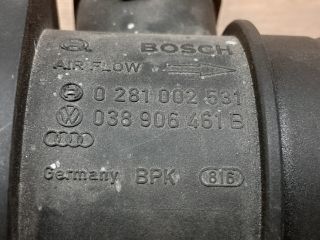 BOSCH
AIR FLOW
0 281 002 531
038 906 461 B
Germany BPK 816